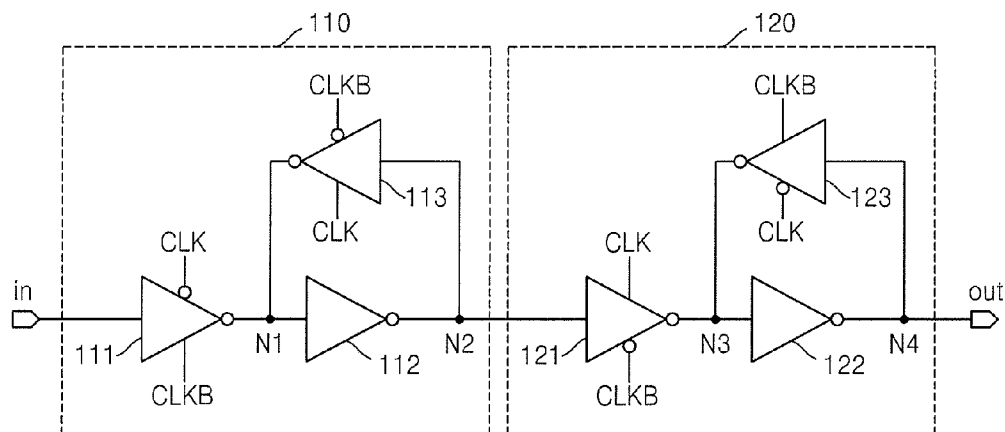 110
120
CLKB
CLKB
113
123
CLK
CLK
CLK
CLK
in
out
111
N1
112
N2
121
N3
122
N4
CLKB
CLKB